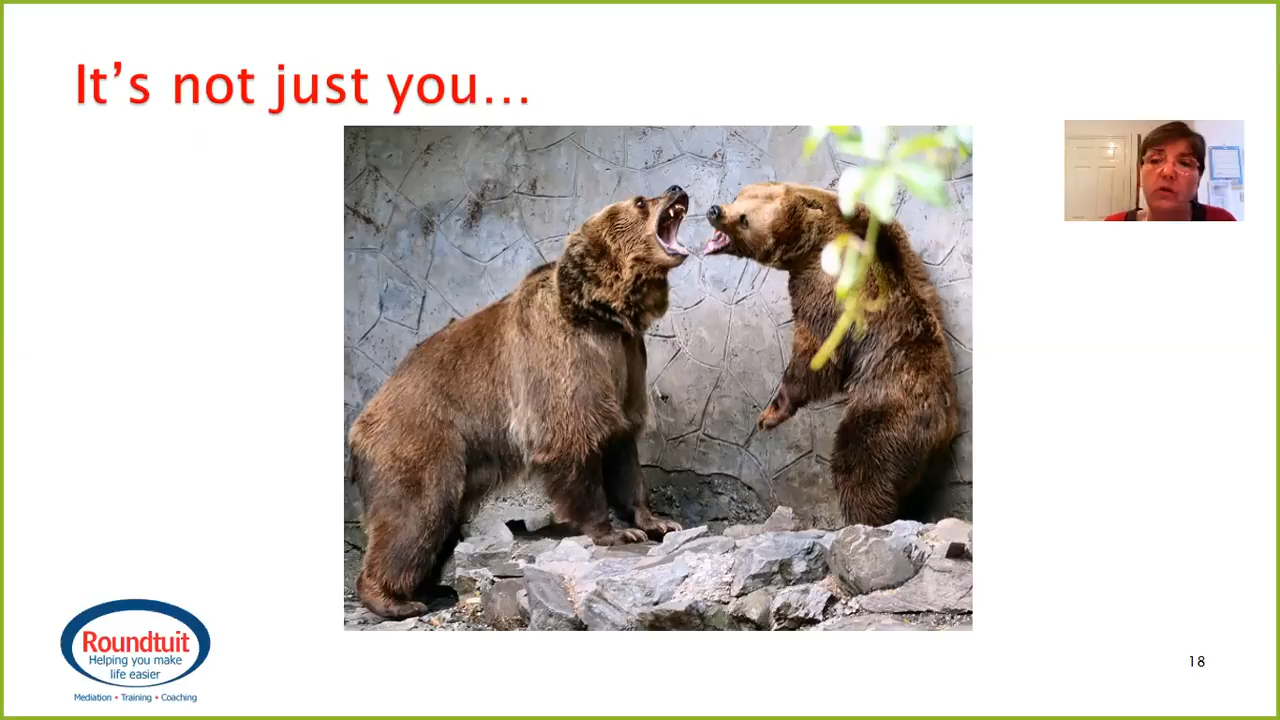 It's not just you...
Roundtuit
Helping you make
life easier
Mediation • Training • Coaching
18